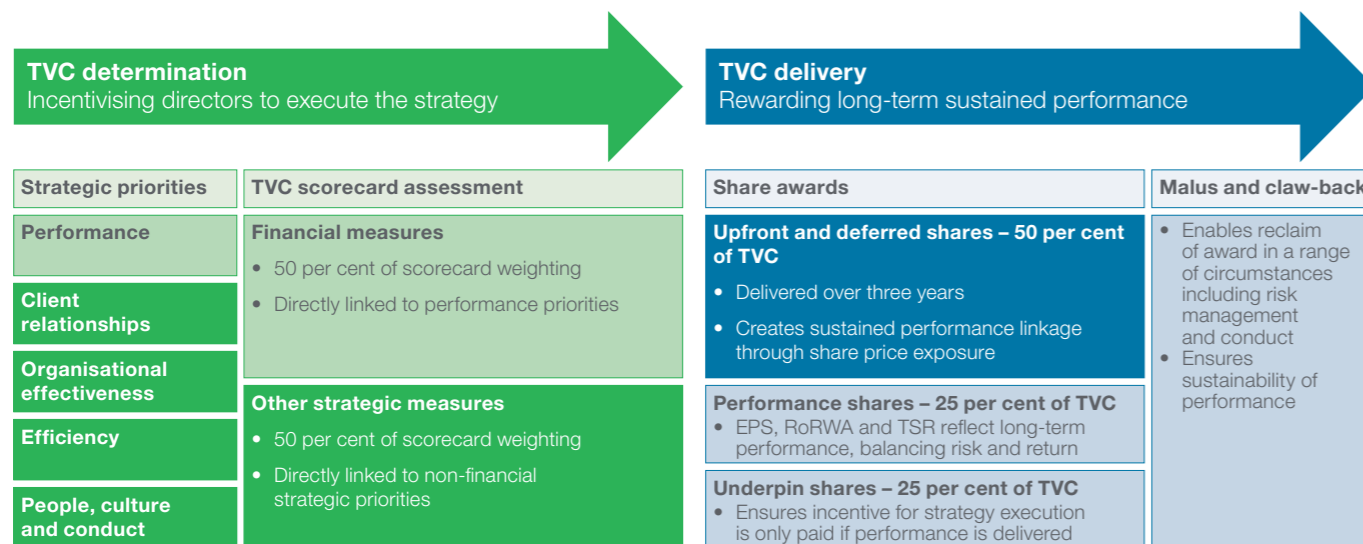 TVC determination
Incentivising directors to execute the strategy
TVC delivery
Rewarding long-term sustained performance
Strategic priorities
Performance
Client
relationships
Organisational
effectiveness
Efficiency
People, culture
and conduct
TVC scorecard assessment
Financial measures
• 50 per cent of scorecard weighting
• Directly linked to performance priorities
Other strategic measures
• 50 per cent of scorecard weighting
• Directly linked to non-financial
strategic priorities
Share awards
Upfront and deferred shares – 50 per cent
of TVC
• Delivered over three years
• Creates sustained performance linkage
through share price exposure
Performance shares – 25 per cent of TVC
• EPS, RoRWA and TSR reflect long-term
performance, balancing risk and return
Underpin shares – 25 per cent of TVC
• Ensures incentive for strategy execution
is only paid if performance is delivered
Malus and claw-back
• Enables reclaim
of award in a range
of circumstances
including risk
management
and conduct
• Ensures
sustainability of
performance